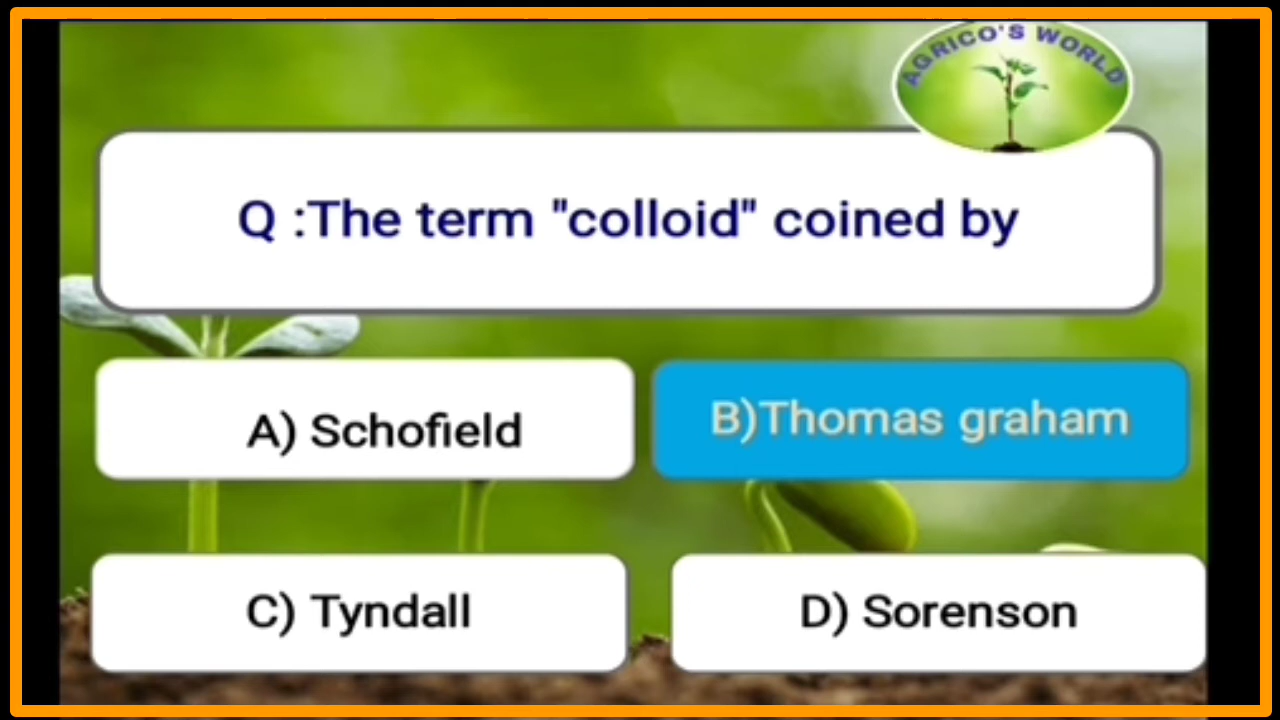 AGRICO'S WORLD
Q :The term "colloid" coined by
A) Schofield
B)Thomas graham
C) Tyndall
D) Sorenson